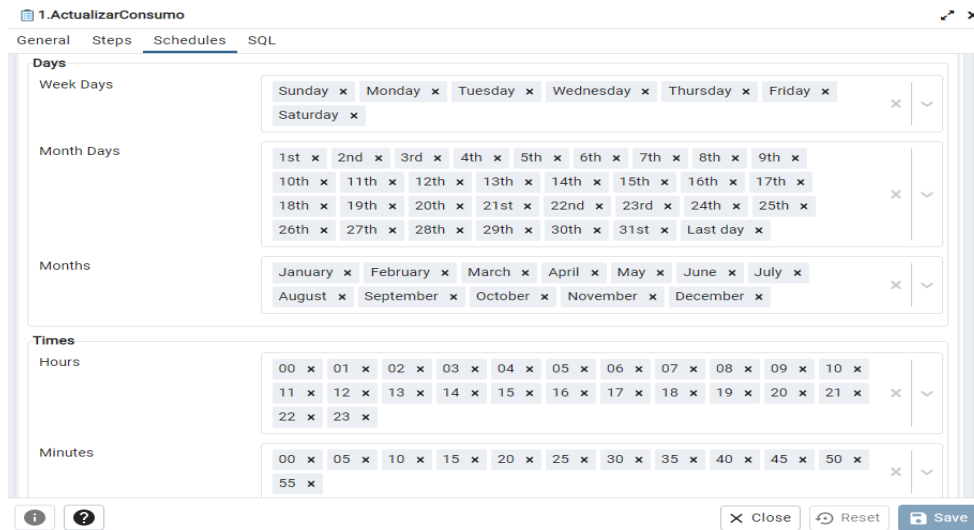 1.ActualizarConsumo
General Steps Schedules SQL
Days
Week Days
Sunday Monday Tuesday Wednesday Thursday Friday
Saturday
Month Days
1st 2nd 3rd 4th 5th 6th 7th 8th 9th
10th 11th 12th 13th 14th 15th 16th 17th
18th 19th 20th 21st 22nd 23rd 24th 25th
26th 27th 28th 29th 30th 31st Last day
Months
January February March April May June July
August September October November December
Times
Hours
00 01 02 03 04 05 06 07 08 09 10
11 12 13 14 15 16 17 18 19 20 21
22 23
Minutes
00 05 10 15 20 25 30 35 40 45 50
55
Close Reset Save